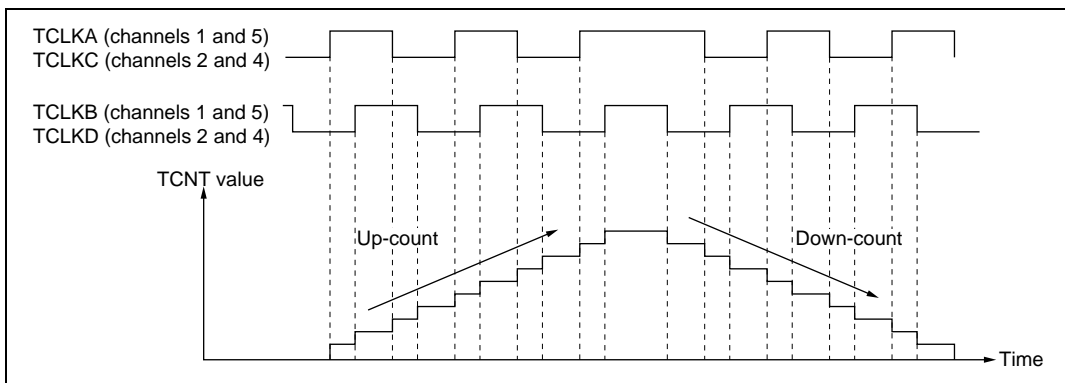 TCLKA (channels 1 and 5)
TCLKC (channels 2 and 4)
TCLKB (channels 1 and 5)
TCLKD (channels 2 and 4)
TCNT value
Up-count
Down-count
Time